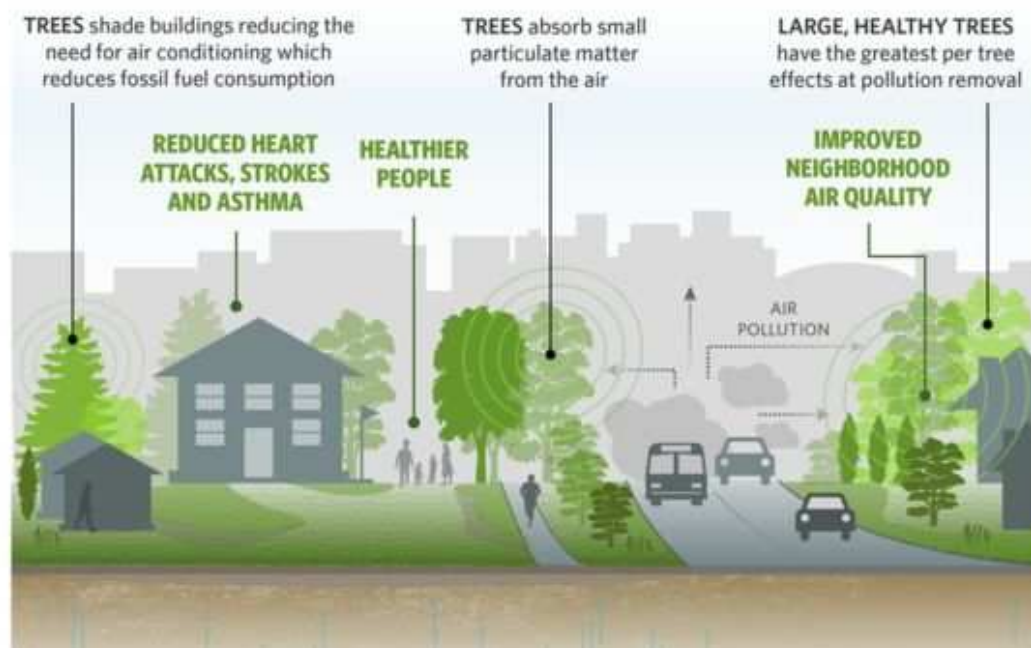 TREES shade buildings reducing the
need for air conditioning which
reduces fossil fuel consumption
TREES absorb small
particulate matter
from the air
LARGE, HEALTHY TREES
have the greatest per tree
effects at pollution removal
REDUCED HEART
ATTACKS, STROKES
AND ASTHMA
HEALTHIER
PEOPLE
IMPROVED
NEIGHBORHOOD
AIR QUALITY
AIR
POLLUTION